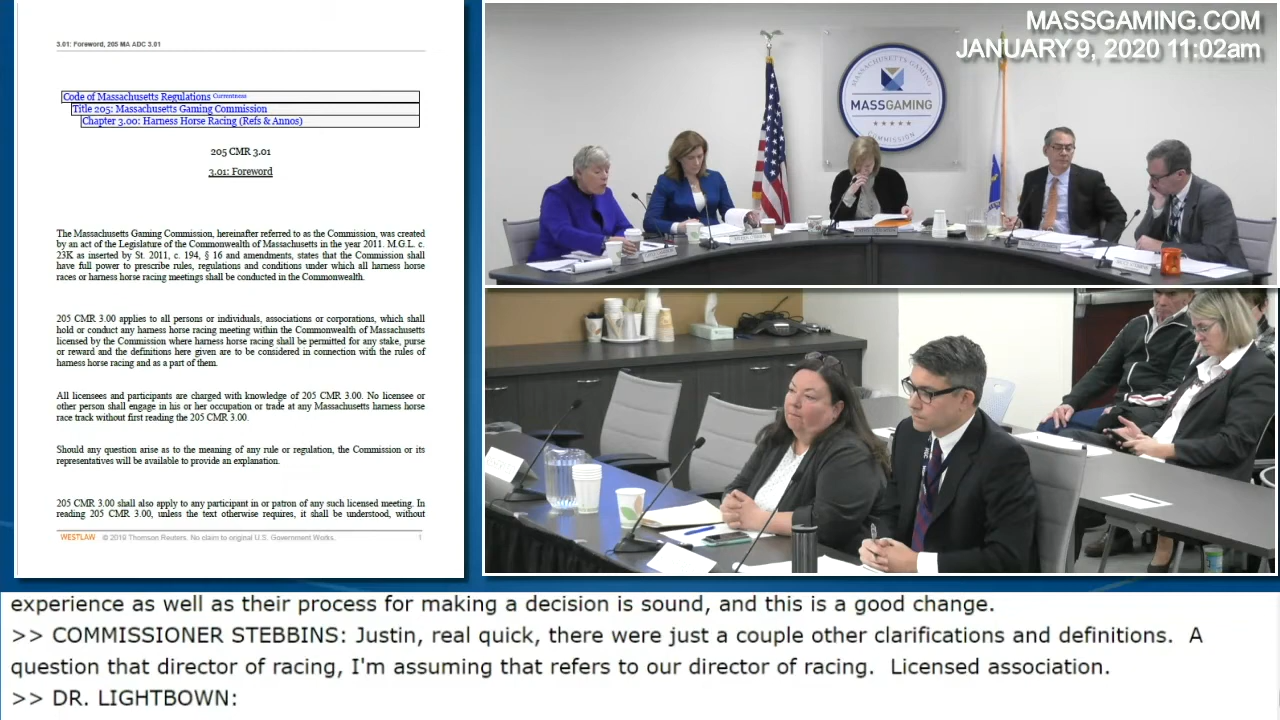 MASSGAMING.COM
JANUARY 9, 2020 11:02am
3.01: Foreword, 205 MA ADC 3.01
Code of Massachusetts Regulations Currentness
Title 205: Massachusetts Gaming Commission
Chapter 3.00: Harness Horse Racing (Refs & Annos)
205 CMR 3.01
3.01: Foreword
The Massachusetts Gaming Commission, hereinafter referred to as the Commission, was created
by an act of the Legislature of the Commonwealth of Massachusetts in the year 2011. M.G.L. c.
23K as inserted by St. 2011, c. 194, § 16 and amendments, states that the Commission shall
have full power to prescribe rules, regulations and conditions under which all harness horse
races or harness horse racing meetings shall be conducted in the Commonwealth.
205 CMR 3.00 applies to all persons or individuals, associations or corporations, which shall
hold or conduct any harness horse racing meeting within the Commonwealth of Massachusetts
licensed by the Commission where harness horse racing shall be permitted for any stake, purse
or reward and the definitions here given are to be considered in connection with the rules of
harness horse racing and as a part of them.
All licensees and participants are charged with knowledge of 205 CMR 3.00. No licensee or
other person shall engage in his or her occupation or trade at any Massachusetts harness horse
race track without first reading the 205 CMR 3.00.
Should any question arise as to the meaning of any rule or regulation, the Commission or its
representatives will be available to provide an explanation.
205 CMR 3.00 shall also apply to any participant in or patron of any such licensed meeting. In
reading 205 CMR 3.00, unless the text otherwise requires, it shall be understood, without
WESTLAW © 2019 Thomson Reuters. No claim to original U.S. Government Works. 1
MASSACHUSETTS GAMING
MASSGAMING
COMMISSION
experience as well as their process for making a decision is sound, and this is a good change.
>> COMMISSIONER STEBBINS: Justin, real quick, there were just a couple other clarifications and definitions. A
question that director of racing, I'm assuming that refers to our director of racing. Licensed association.
>> DR. LIGHTBOWN: